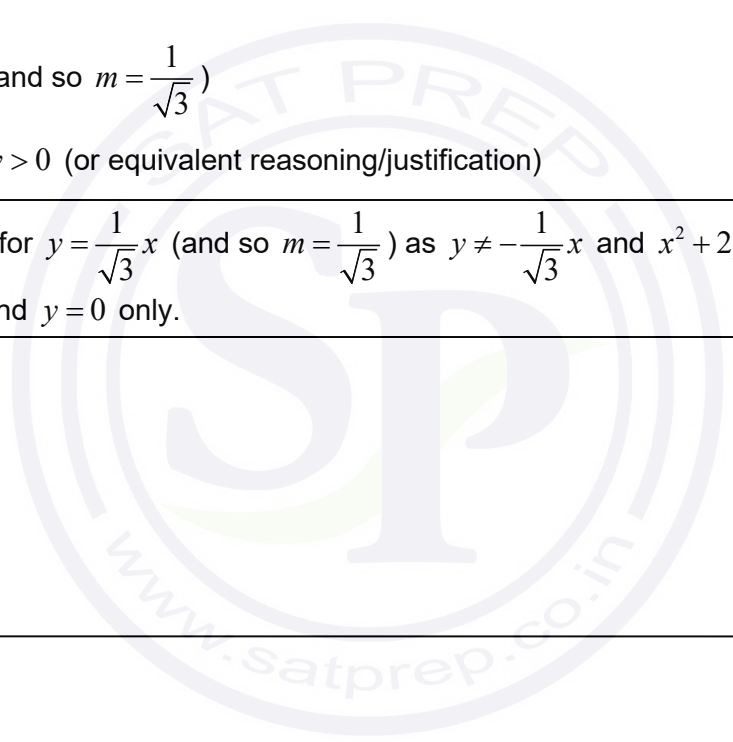 and so m = 1/√3 )
> 0 (or equivalent reasoning/justification)
for y = 1/√3 x (and so m = 1/√3 ) as y ≠ − 1/√3 x and x² + 2
y = 0 only.
SAT PREP
SP
www.satprep.co.in